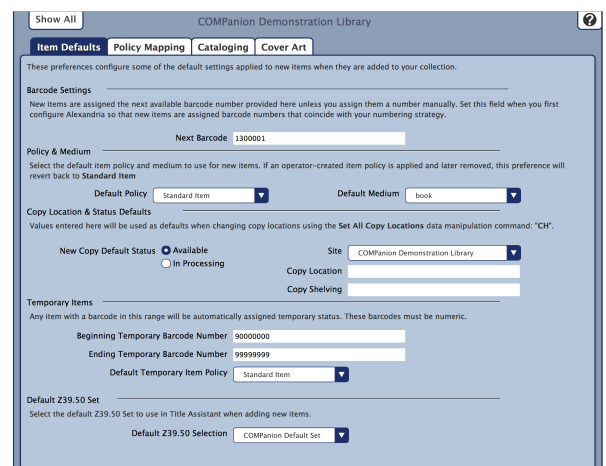 Show All
COMPanion Demonstration Library
?
Item Defaults Policy Mapping Cataloging Cover Art
These preferences configure some of the default settings applied to new items when they are added to your collection.
Barcode Settings
New items are assigned the next available barcode number provided here unless you assign them a number manually. Set this field when you first
configure Alexandria so that new items are assigned barcode numbers that coincide with your numbering strategy.
Next Barcode 1300001
Policy & Medium
Select the default item policy and medium to use for new items. If an operator-created item policy is applied and later removed, this preference will
revert back to Standard Item
Default Policy Standard Item Default Medium book
Copy Location & Status Defaults
Values entered here will be used as defaults when changing copy locations using the Set All Copy Locations data manipulation command: "CH".
New Copy Default Status Available Site COMPanion Demonstration Library
In Processing
Copy Location
Copy Shelving
Temporary Items
Any item with a barcode in this range will be automatically assigned temporary status. These barcodes must be numeric.
Beginning Temporary Barcode Number 90000000
Ending Temporary Barcode Number 99999999
Default Temporary Item Policy Standard Item
Default Z39.50 Set
Select the default Z39.50 Set to use in Title Assistant when adding new items.
Default Z39.50 Selection COMPanion Default Set